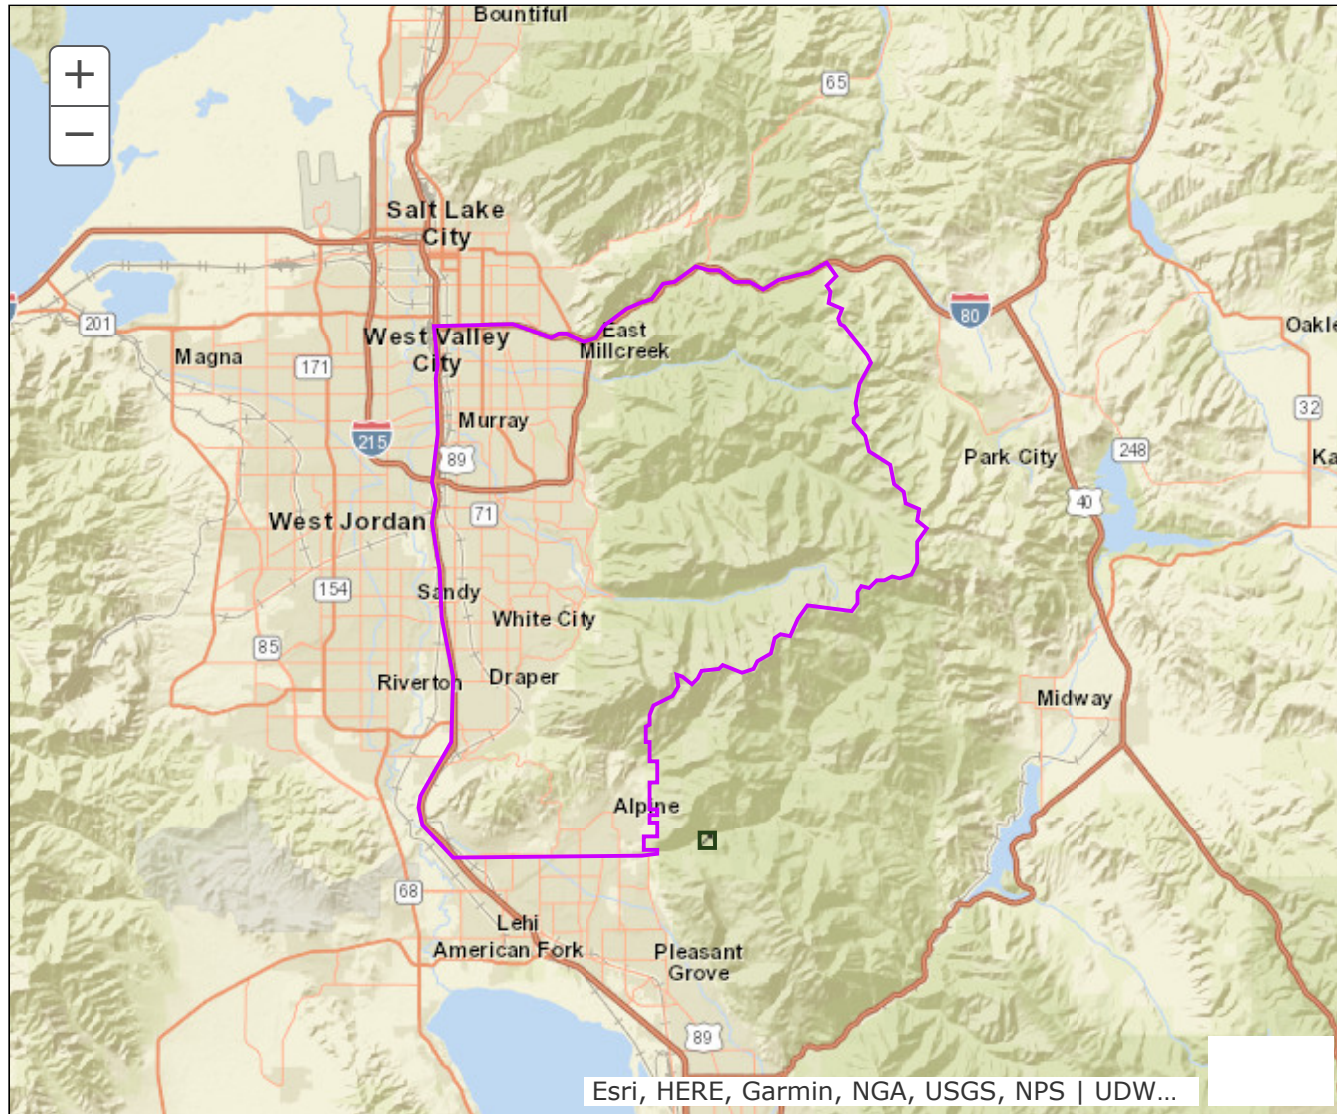 Bountiful
+
−
65
Salt Lake
City
201
80
East
Millcreek
West Valley
City
Oakle
Magna
171
32
Murray
215
89
Park City
248
Ka
40
71
West Jordan
154
Sandy
White City
85
Riverton
Draper
Midway
Alpine
68
Lehi
American Fork
Pleasant
Grove
89
Esri, HERE, Garmin, NGA, USGS, NPS | UDW...